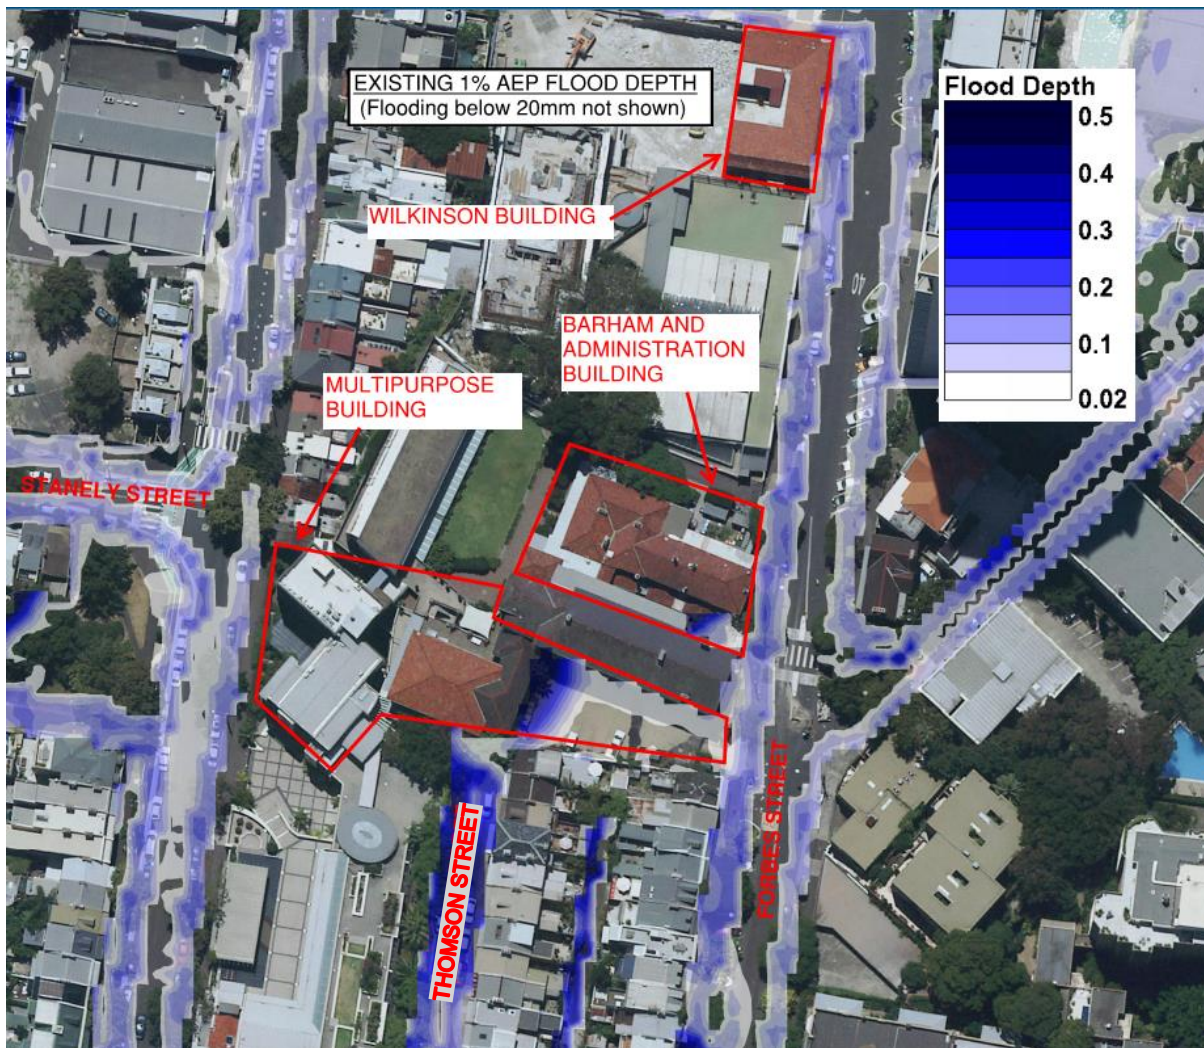 EXISTING 1% AEP FLOOD DEPTH
(Flooding below 20mm not shown)
Flood Depth
0.5
0.4
0.3
0.2
0.1
0.02
WILKINSON BUILDING
40
BARHAM AND
ADMINISTRATION
BUILDING
MULTIPURPOSE
BUILDING
STANELY STREET
THOMSON STREET
FORBES STREET